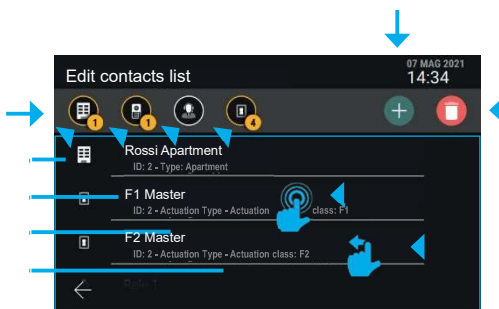 07 MAG 2021
Edit contacts list
14:34
1
1
4
Rossi Apartment
ID: 2 - Type: Apartment
F1 Master
ID: 2 - Actuation Type - Actuation class: F1
F2 Master
ID: 2 - Actuation Type - Actuation class: F2